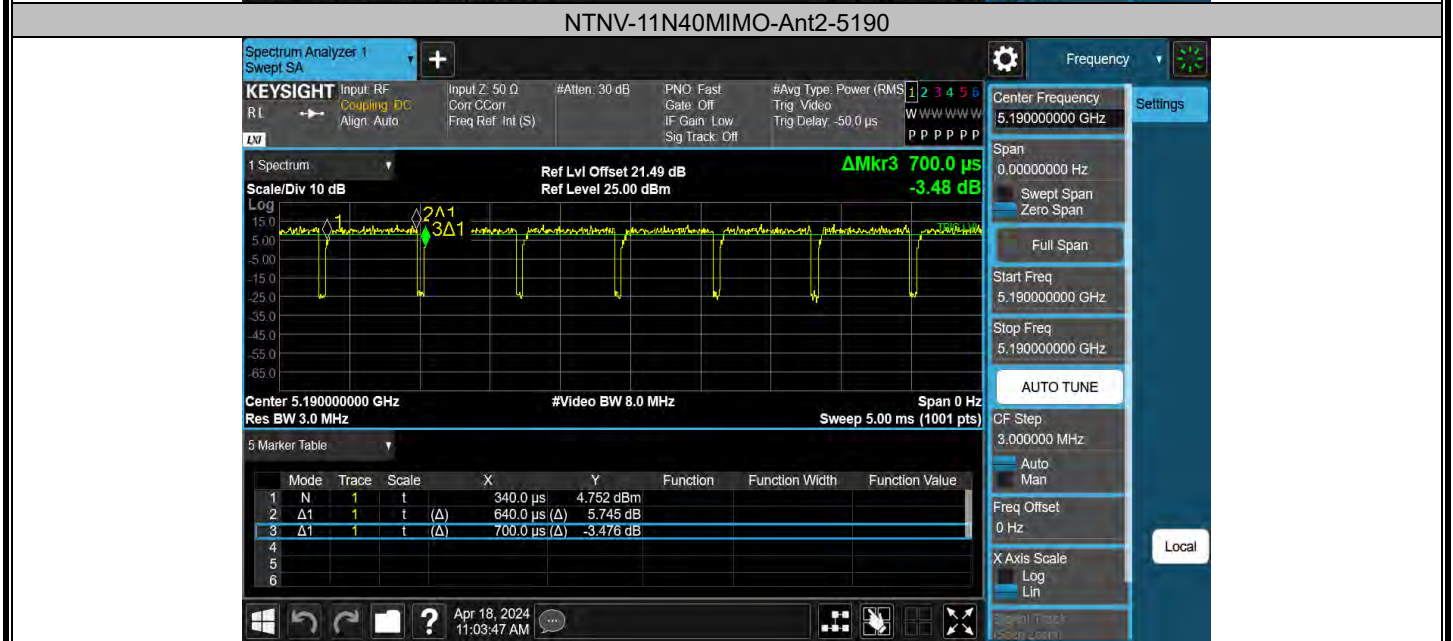 NTNV-11N40MIMO-Ant2-5190
Spectrum Analyzer 1
Swept SA
+
Frequency
KEYSIGHT
RL
LXI
Input: RF
Coupling: DC
Align: Auto
Input Z: 50 Ω
Corr CCorr
Freq Ref: Int (S)
#Atten: 30 dB
PNO: Fast
Gate: Off
IF Gain: Low
Sig Track: Off
#Avg Type: Power (RMS
Trig: Video
Trig Delay: -50.0 µs
1 2 3 4 5 6
W W W W W W
P P P P P P
1 Spectrum
Scale/Div 10 dB
Log
Ref Lvl Offset 21.49 dB
Ref Level 25.00 dBm
ΔMkr3 700.0 µs
-3.48 dB
15.0
5.00
-5.00
-15.0
-25.0
-35.0
-45.0
-55.0
-65.0
1
2Δ1
3Δ1
Center 5.190000000 GHz
Res BW 3.0 MHz
#Video BW 8.0 MHz
Span 0 Hz
Sweep 5.00 ms (1001 pts)
5 Marker Table
Mode Trace Scale X Y Function Function Width Function Value
1 N 1 t 340.0 µs 4.752 dBm
2 Δ1 1 t (Δ) 640.0 µs (Δ) 5.745 dB
3 Δ1 1 t (Δ) 700.0 µs (Δ) -3.476 dB
4
5
6
Center Frequency
5.190000000 GHz
Settings
Span
0.00000000 Hz
Swept Span
Zero Span
Full Span
Start Freq
5.190000000 GHz
Stop Freq
5.190000000 GHz
AUTO TUNE
CF Step
3.000000 MHz
Auto
Man
Freq Offset
0 Hz
X Axis Scale
Log
Lin
Signal Track
(Span Zoom)
Local
?
Apr 18, 2024
11:03:47 AM